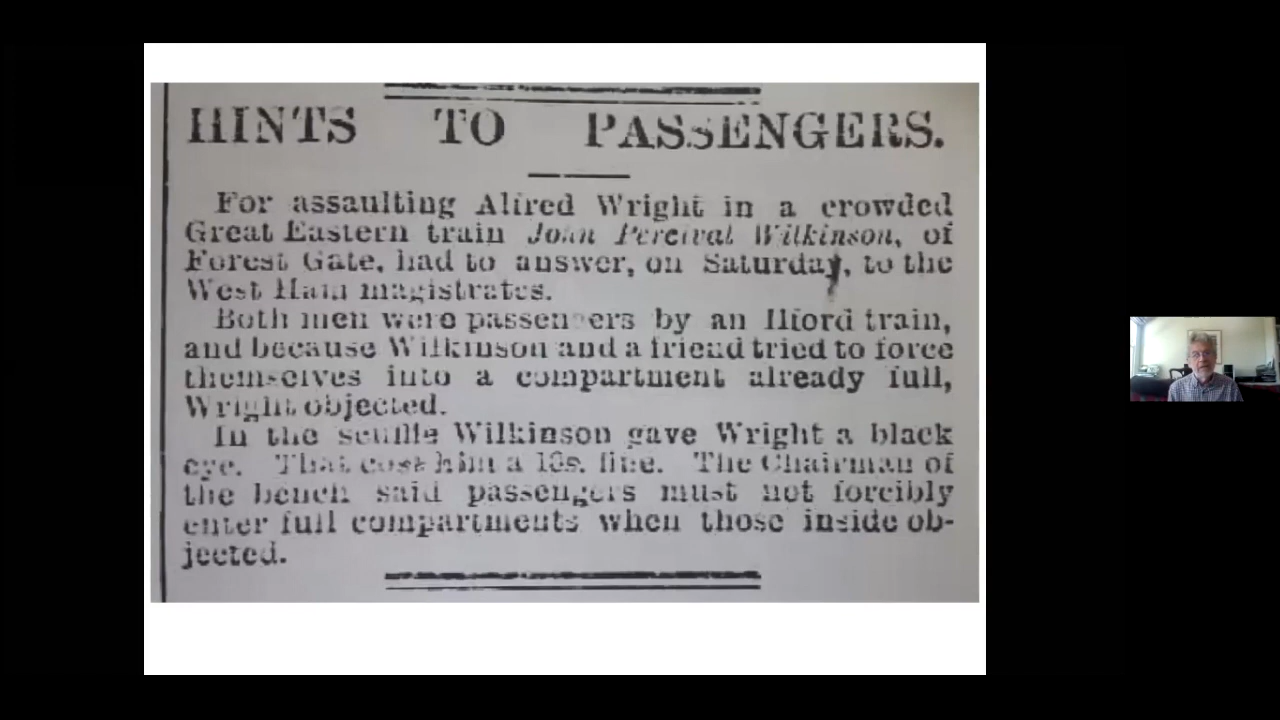 HINTS TO PASSENGERS.
For assaulting Alfred Wright in a crowded
Great Eastern train John Percival Wilkinson, of
Forest Gate, had to answer, on Saturday, to the
West Ham magistrates.
Both men were passengers by an Ilford train,
and because Wilkinson and a friend tried to force
themselves into a compartment already full,
Wright objected.
In the scuffle Wilkinson gave Wright a black
eye. That cost him a 10s. fine. The Chairman of
the bench said passengers must not forcibly
enter full compartments when those inside ob-
jected.